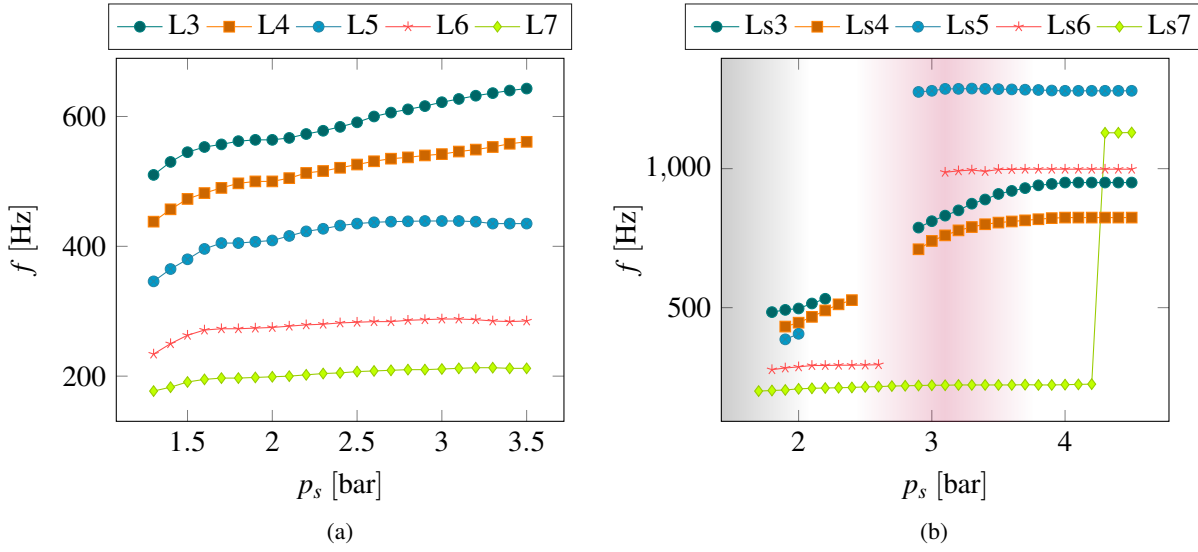 L3 L4 L5 L6 L7
600
400
200
f [Hz]
1.5 2 2.5 3 3.5
p_s [bar]
(a)
Ls3 Ls4 Ls5 Ls6 Ls7
1,000
500
f [Hz]
2 3 4
p_s [bar]
(b)